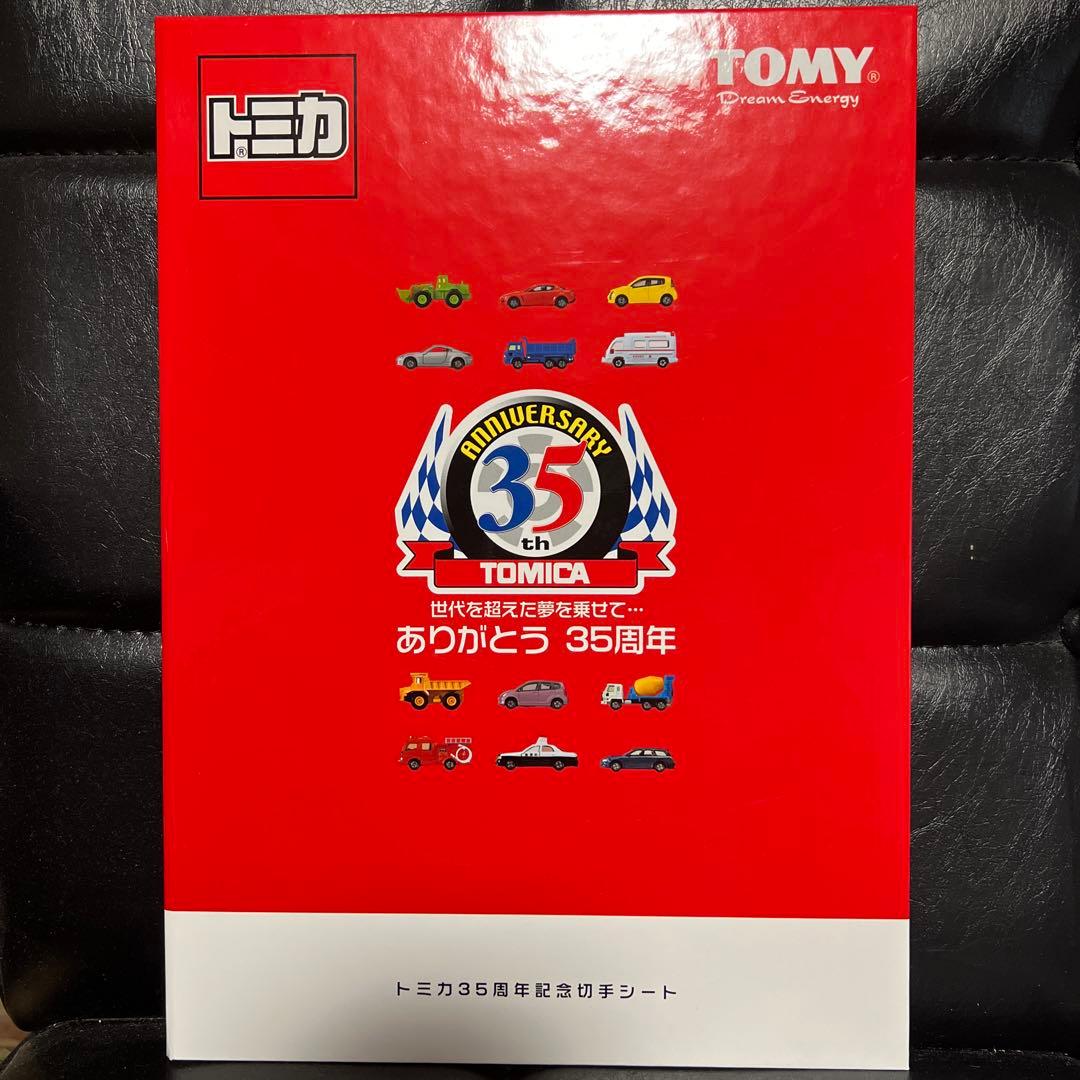 トミカ®
TOMY®
Dream Energy
ANNIVERSARY
35
th
TOMICA
世代を超えた夢を乗せて…
ありがとう 35周年
トミカ35周年記念切手シート